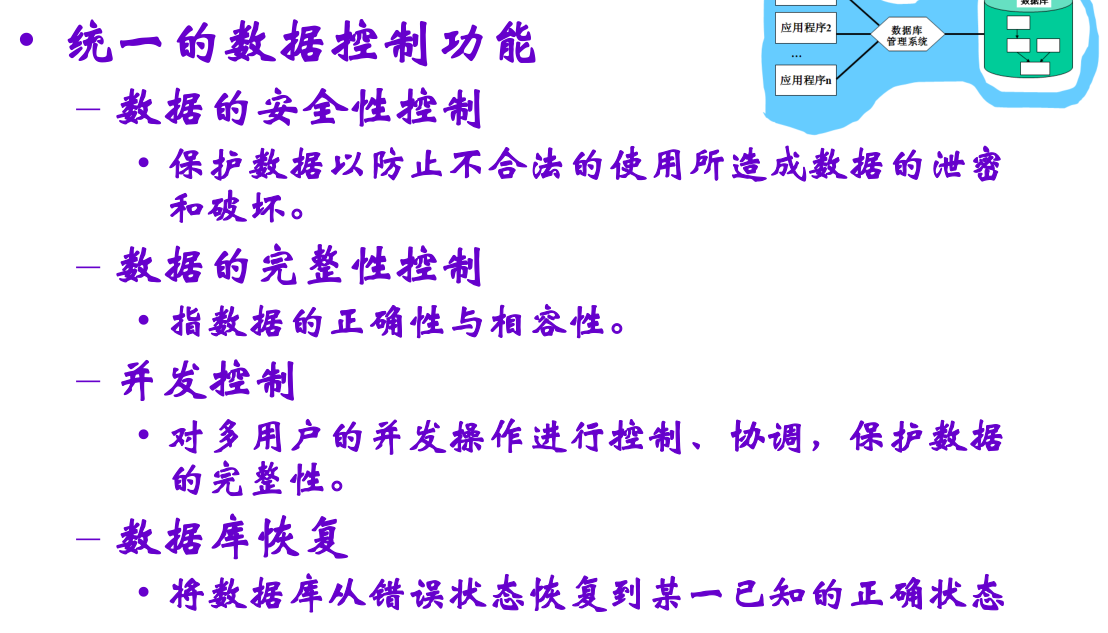 • 统一的数据控制功能
– 数据的安全性控制
• 保护数据以防止不合法的使用所造成数据的泄密
和破坏。
– 数据的完整性控制
• 指数据的正确性与相容性。
– 并发控制
• 对多用户的并发操作进行控制、协调，保护数据
的完整性。
– 数据库恢复
• 将数据库从错误状态恢复到某一已知的正确状态
应用程序2
…
应用程序n
数据库
管理系统
数据库